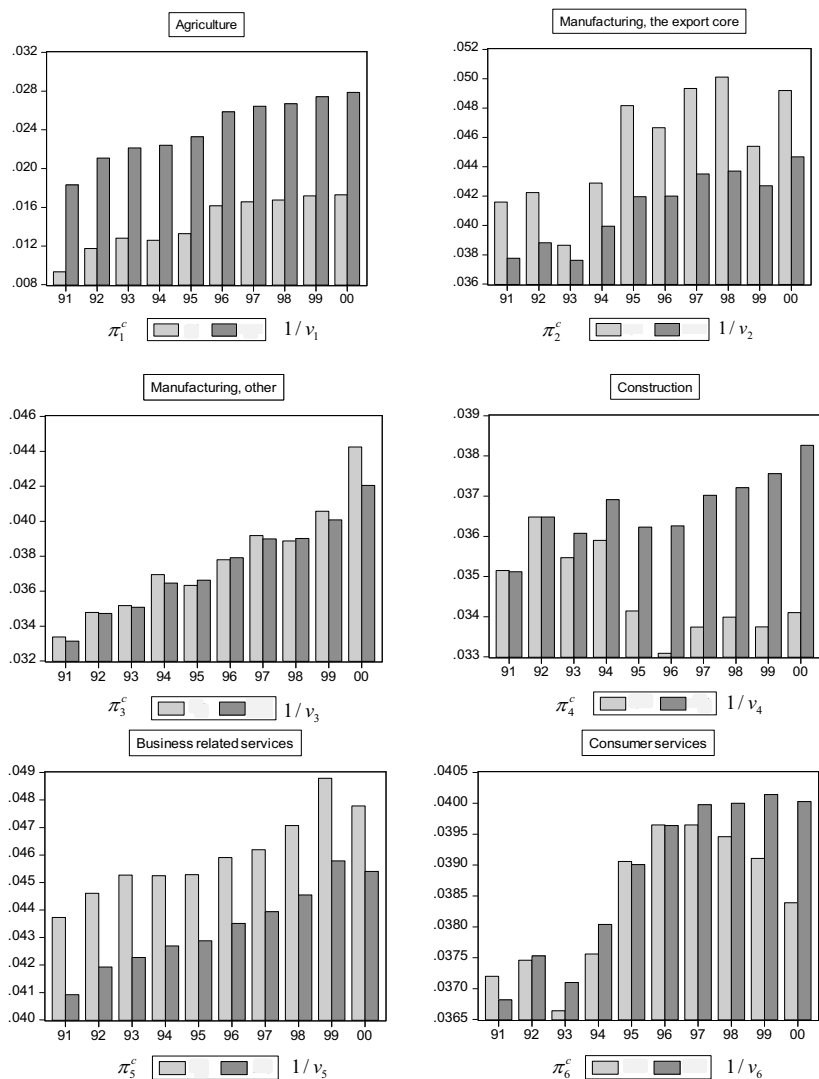 Agriculture
.032
.028
.024
.020
.016
.012
.008
91 92 93 94 95 96 97 98 99 00
π₁ᶜ 1/v₁
Manufacturing, the export core
.052
.050
.048
.046
.044
.042
.040
.038
.036
91 92 93 94 95 96 97 98 99 00
π₂ᶜ 1/v₂
Manufacturing, other
.046
.044
.042
.040
.038
.036
.034
.032
91 92 93 94 95 96 97 98 99 00
π₃ᶜ 1/v₃
Construction
.039
.038
.037
.036
.035
.034
.033
91 92 93 94 95 96 97 98 99 00
π₄ᶜ 1/v₄
Business related services
.049
.048
.047
.046
.045
.044
.043
.042
.041
.040
91 92 93 94 95 96 97 98 99 00
π₅ᶜ 1/v₅
Consumer services
.0405
.0400
.0395
.0390
.0385
.0380
.0375
.0370
.0365
91 92 93 94 95 96 97 98 99 00
π₆ᶜ 1/v₆